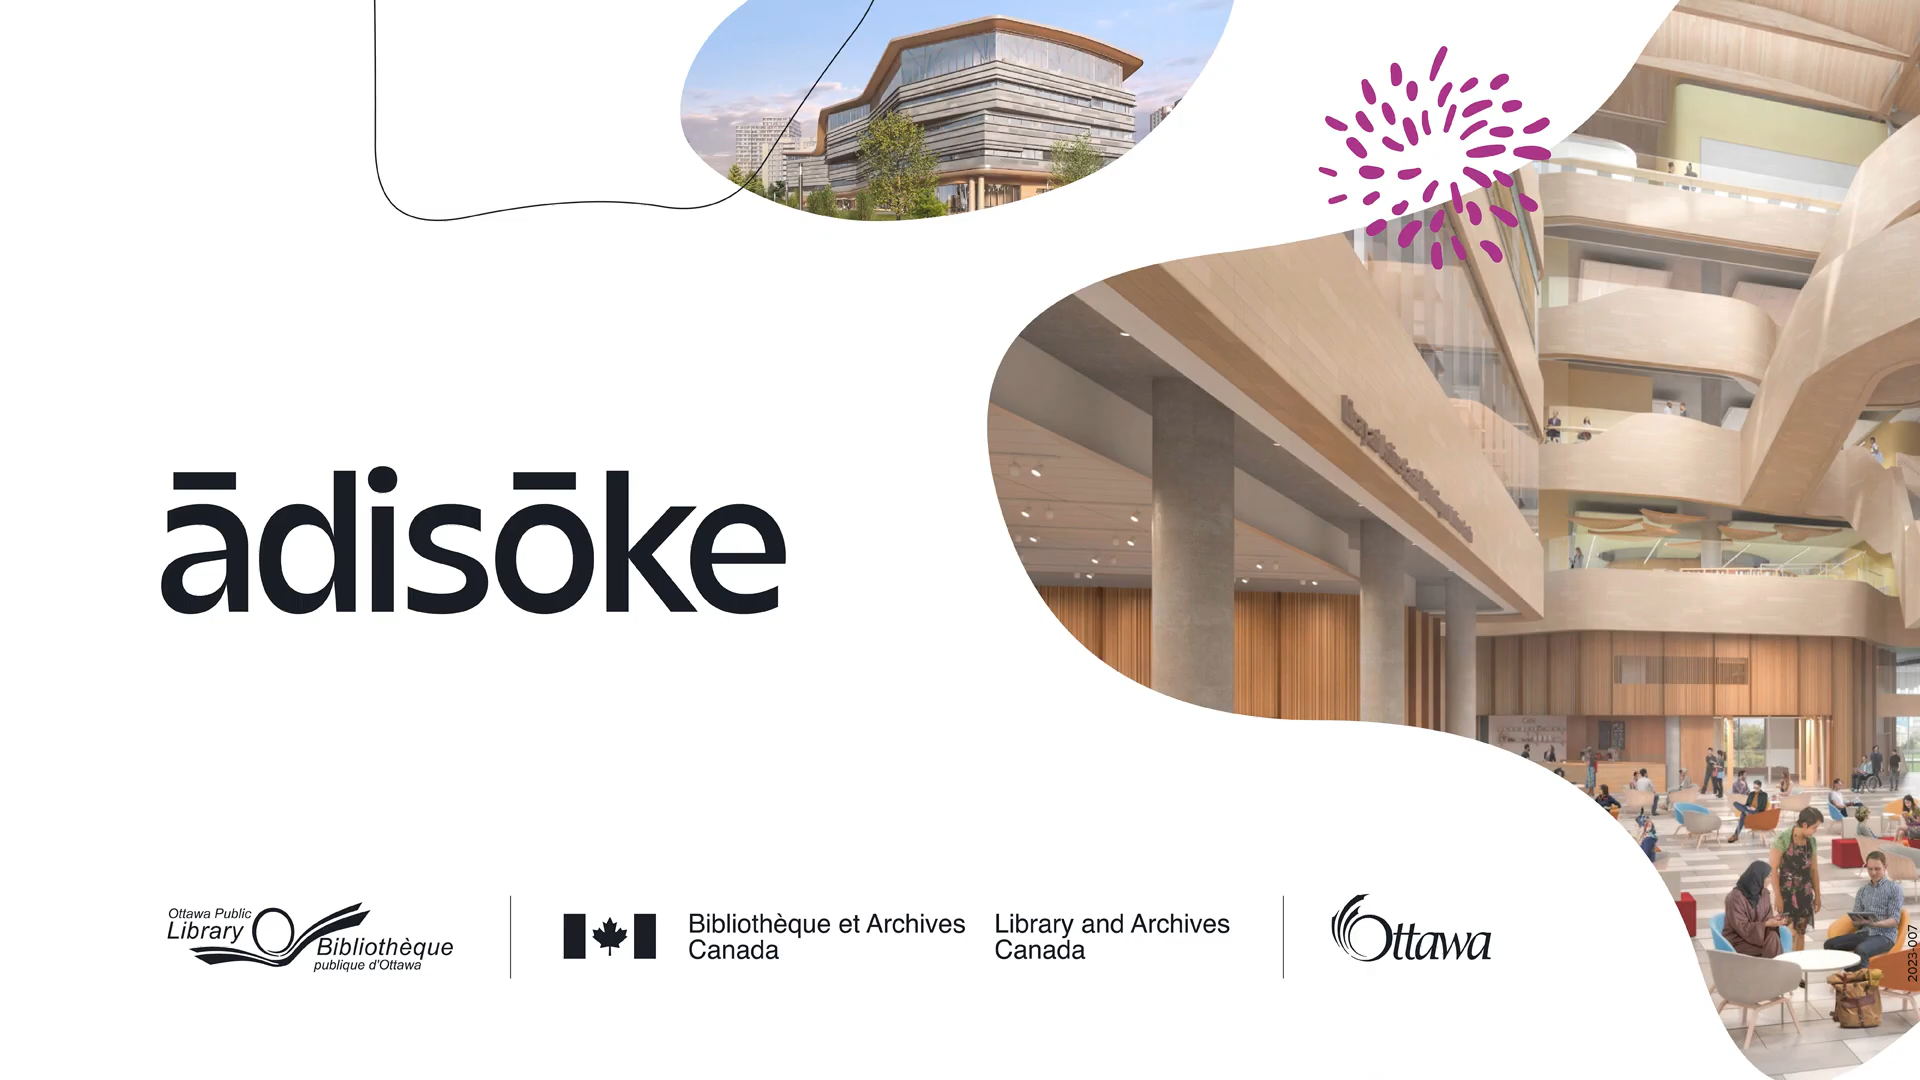 ādisōke
Ottawa Public
Library
Bibliothèque
publique d'Ottawa
Bibliothèque et Archives
Canada
Library and Archives
Canada
Ottawa
2023-007